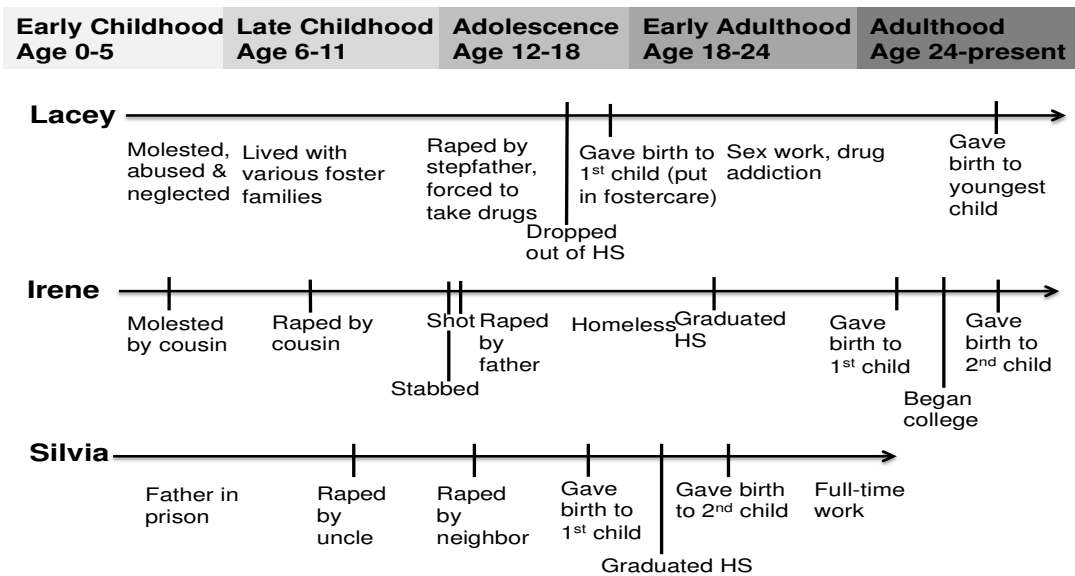 Early Childhood Late Childhood Adolescence Early Adulthood Adulthood
Age 0-5 Age 6-11 Age 12-18 Age 18-24 Age 24-present
Lacey
Molested,
abused &
neglected
Lived with
various foster
families
Raped by
stepfather,
forced to
take drugs
Dropped
out of HS
Gave birth to
1st child (put
in fostercare)
Sex work, drug
addiction
Gave
birth to
youngest
child
Irene
Molested
by cousin
Raped by
cousin
Stabbed
Shot
Raped
by
father
Homeless
Graduated
HS
Gave
birth to
1st child
Began
college
Gave
birth to
2nd child
Silvia
Father in
prison
Raped
by
uncle
Raped
by
neighbor
Gave
birth to
1st child
Graduated HS
Gave birth
to 2nd child
Full-time
work